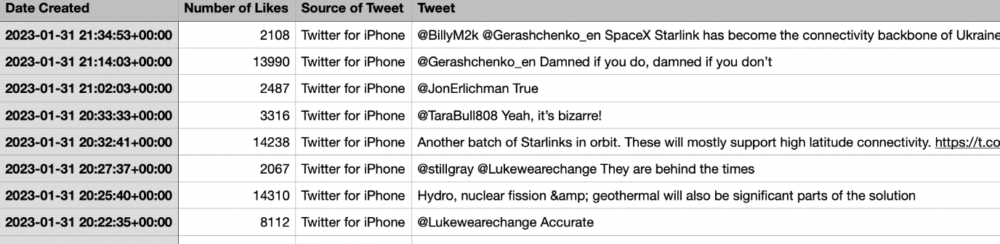 Date Created Number of Likes Source of Tweet Tweet
2023-01-31 21:34:53+00:00 2108 Twitter for iPhone @BillyM2k @Gerashchenko_en SpaceX Starlink has become the connectivity backbone of Ukraine
2023-01-31 21:14:03+00:00 13990 Twitter for iPhone @Gerashchenko_en Damned if you do, damned if you don’t
2023-01-31 21:02:03+00:00 2487 Twitter for iPhone @JonErlichman True
2023-01-31 20:33:33+00:00 3316 Twitter for iPhone @TaraBull808 Yeah, it’s bizarre!
2023-01-31 20:32:41+00:00 14238 Twitter for iPhone Another batch of Starlinks in orbit. These will mostly support high latitude connectivity. https://t.co
2023-01-31 20:27:37+00:00 2067 Twitter for iPhone @stillgray @Lukewearechange They are behind the times
2023-01-31 20:25:40+00:00 14310 Twitter for iPhone Hydro, nuclear fission &amp; geothermal will also be significant parts of the solution
2023-01-31 20:22:35+00:00 8112 Twitter for iPhone @Lukewearechange Accurate